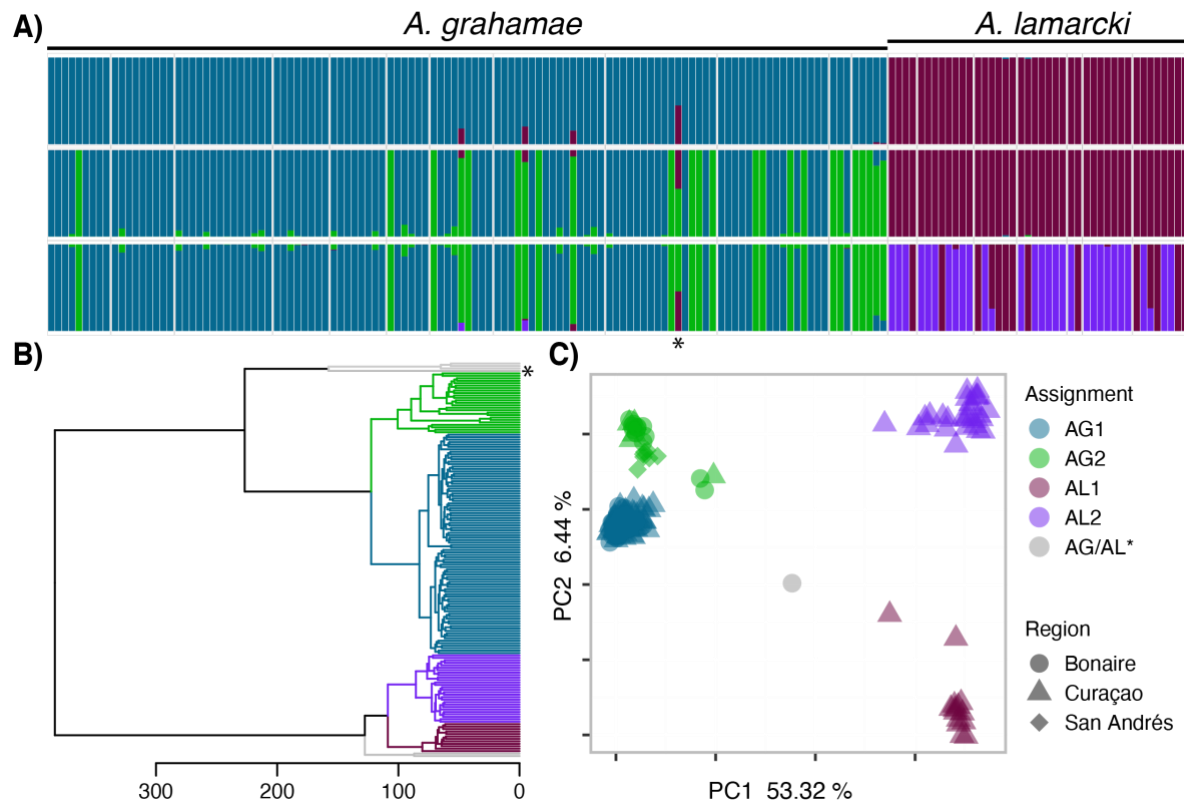 A)
A. grahamae
A. lamarcki
*
B)
*
300
200
100
0
C)
PC2 6.44 %
PC1 53.32 %
Assignment
AG1
AG2
AL1
AL2
AG/AL*
Region
Bonaire
Curaçao
San Andrés